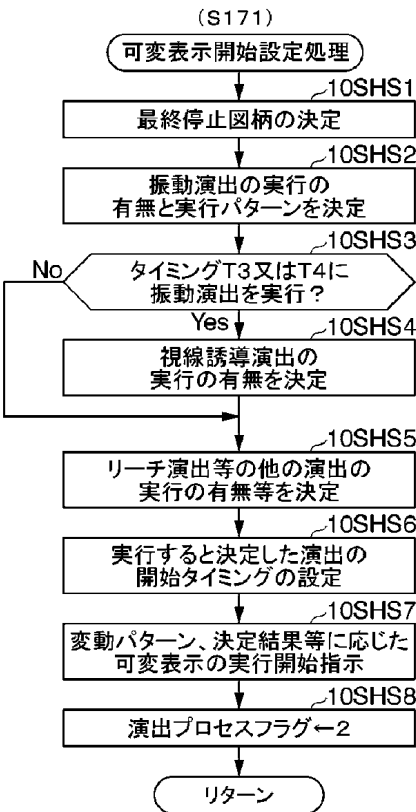 (S171)
可変表示開始設定処理
10SHS1
最終停止図柄の決定
10SHS2
振動演出の実行の
有無と実行パターンを決定
10SHS3
タイミングT3又はT4に
振動演出を実行?
No
Yes
10SHS4
視線誘導演出の
実行の有無を決定
10SHS5
リーチ演出等の他の演出の
実行の有無等を決定
10SHS6
実行すると決定した演出の
開始タイミングの設定
10SHS7
変動パターン、決定結果等に応じた
可変表示の実行開始指示
10SHS8
演出プロセスフラグ←2
リターン